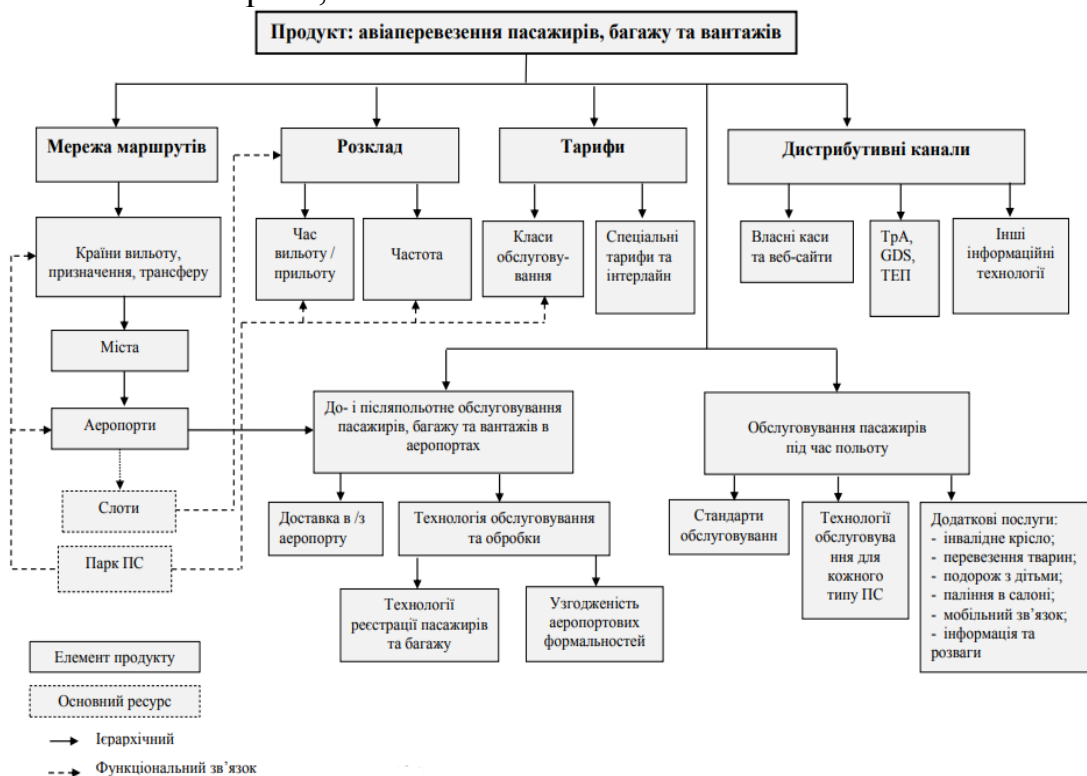 Продукт: авіаперевезення пасажирів, багажу та вантажів
Мережа маршрутів
Розклад
Тарифи
Дистрибутивні канали
Країни вильоту,
призначення, трансферу
Час
вильоту /
прильоту
Частота
Класи
обслугову-
вання
Спеціальні
тарифи та
інтерлайн
Власні каси
та веб-сайти
ТрА,
GDS,
ТЕП
Інші
інформаційні
технології
Міста
Аеропорти
До- і післяпольотне обслуговування
пасажирів, багажу та вантажів в
аеропортах
Обслуговування пасажирів
під час польоту
Слоти
Парк ПС
Доставка в /з
аеропорту
Технологія обслуговування
та обробки
Стандарти
обслуговуванн
Технології
обслуговува
ння для
кожного
типу ПС
Додаткові послуги:
- інвалідне крісло;
- перевезення тварин;
- подорож з дітьми;
- паління в салоні;
- мобільний зв’язок;
- інформація та
розваги
Технології
реєстрації пасажирів
та багажу
Узгодженість
аеропортових
формальностей
Елемент продукту
Основний ресурс
Ієрархічний
Функціональний зв’язок